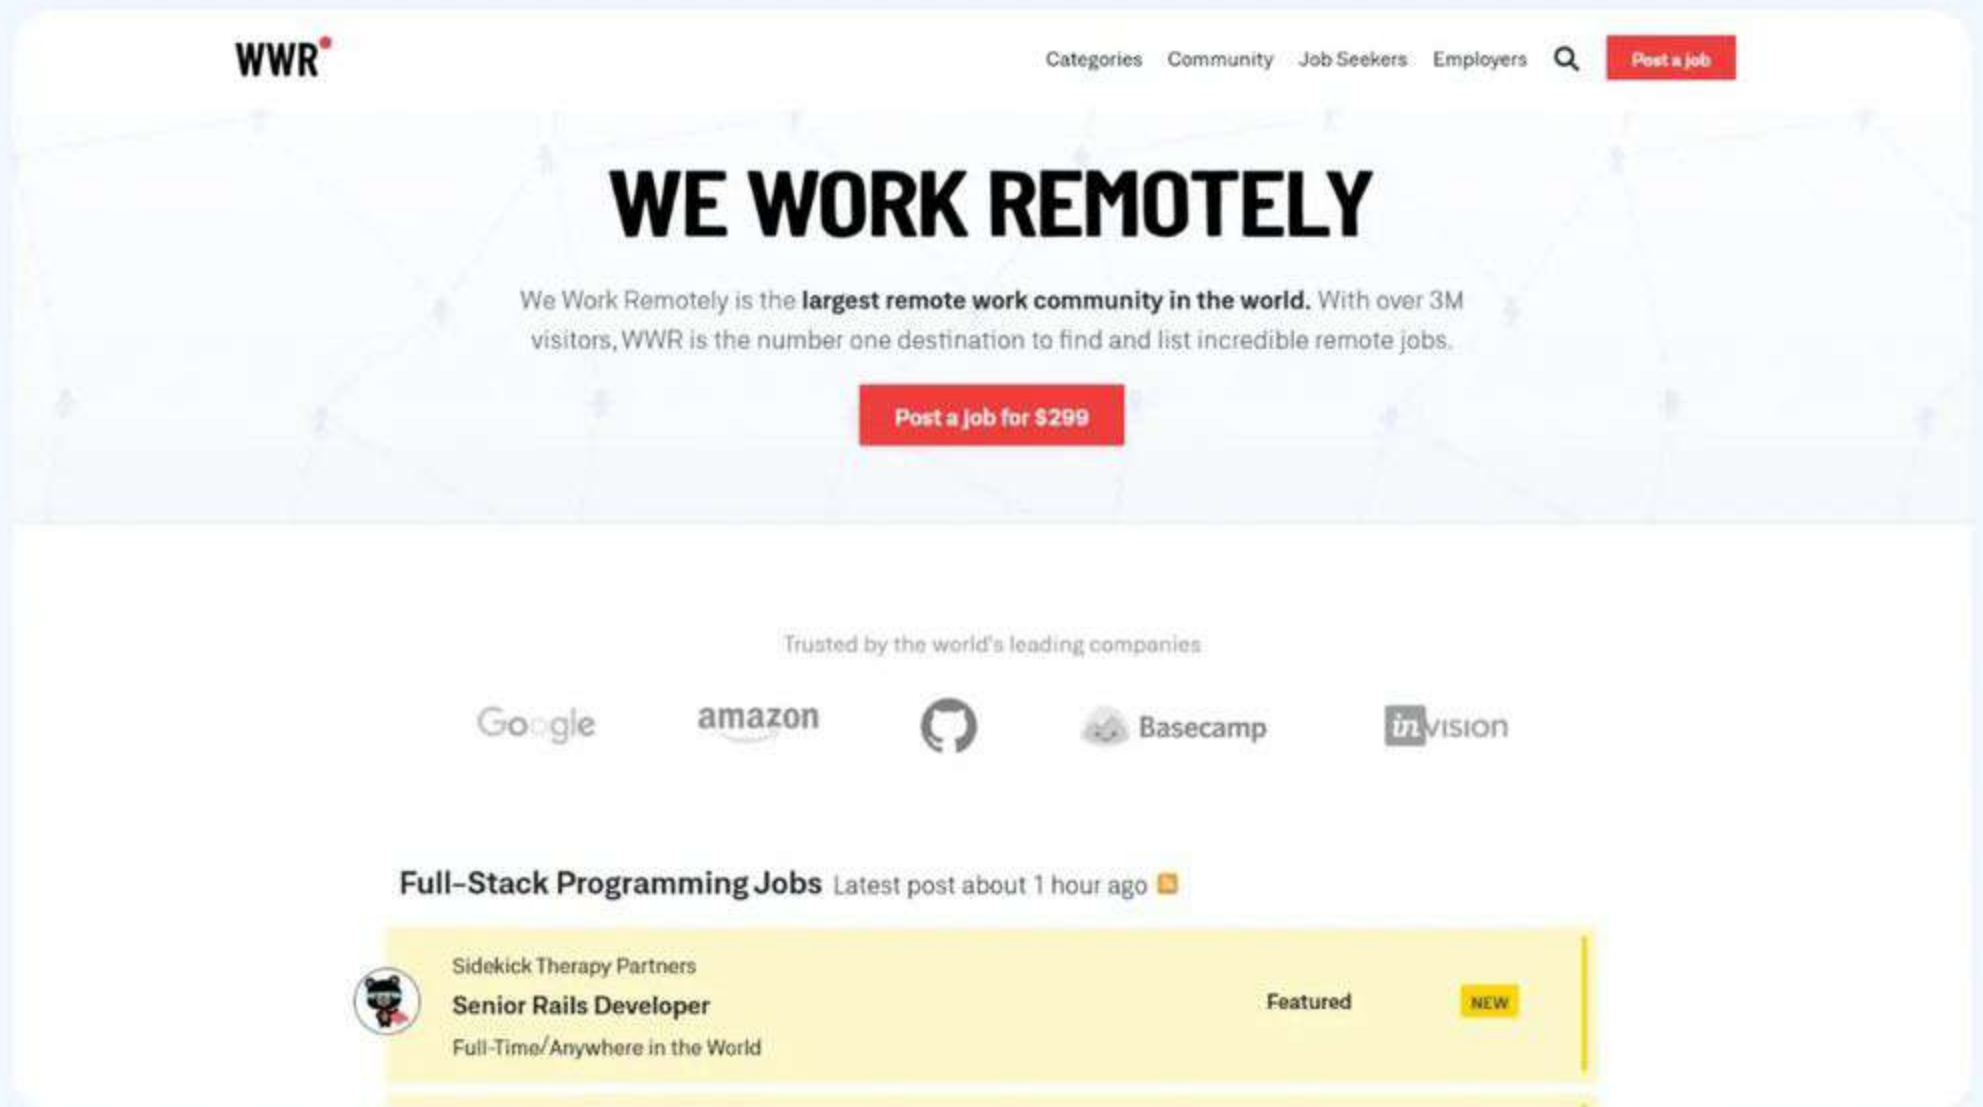 WWR
Categories Community Job Seekers Employers Post a job
WE WORK REMOTELY
We Work Remotely is the largest remote work community in the world. With over 3M
visitors, WWR is the number one destination to find and list incredible remote jobs.
Post a job for $299
Trusted by the world's leading companies
Google amazon Basecamp invision
Full-Stack Programming Jobs Latest post about 1 hour ago
Sidekick Therapy Partners
Senior Rails Developer
Featured NEW
Full-Time/Anywhere in the World